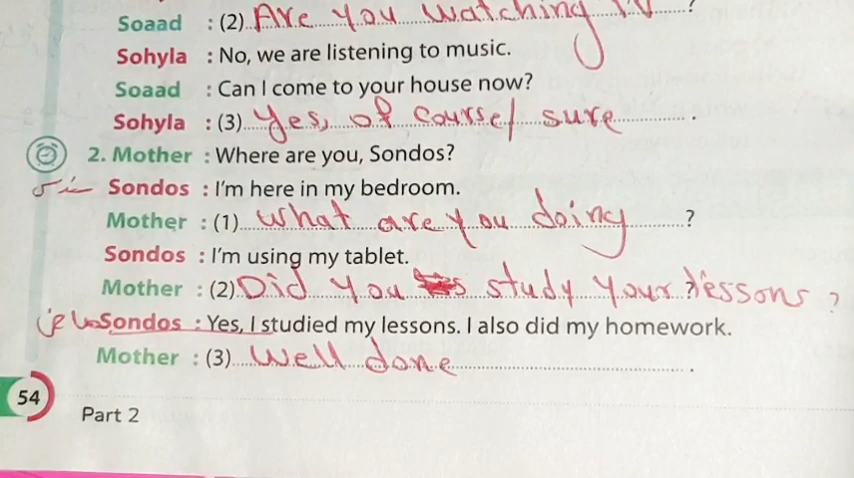 Soaad : (2) Are you watching TV ?
Sohyla : No, we are listening to music.
Soaad : Can I come to your house now?
Sohyla : (3) Yes, of course/ sure .
2. Mother : Where are you, Sondos?
Sondos : I'm here in my bedroom.
Mother : (1) What are you doing ?
Sondos : I'm using my tablet.
Mother : (2) Did you study your lessons ?
Sondos : Yes, I studied my lessons. I also did my homework.
Mother : (3) Well done .
54
Part 2